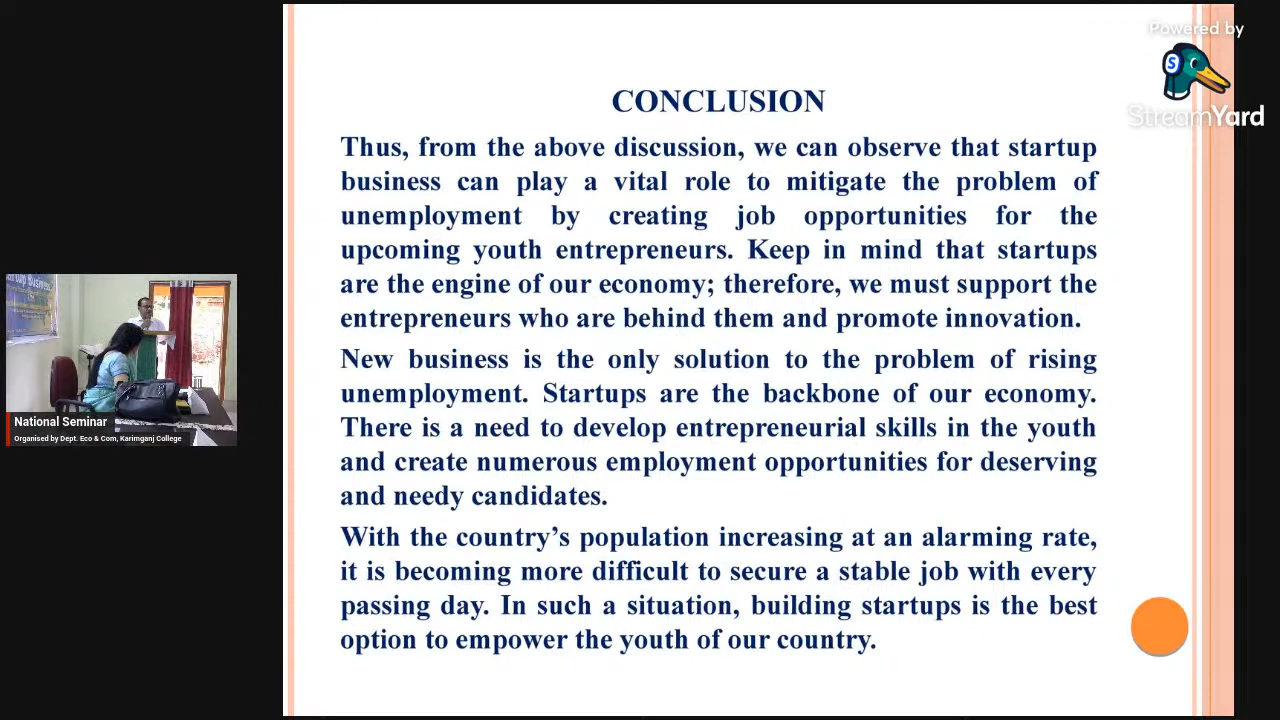 Powered by
S
StreamYard
CONCLUSION
Thus, from the above discussion, we can observe that startup
business can play a vital role to mitigate the problem of
unemployment by creating job opportunities for the
upcoming youth entrepreneurs. Keep in mind that startups
are the engine of our economy; therefore, we must support the
entrepreneurs who are behind them and promote innovation.
New business is the only solution to the problem of rising
unemployment. Startups are the backbone of our economy.
There is a need to develop entrepreneurial skills in the youth
and create numerous employment opportunities for deserving
and needy candidates.
With the country’s population increasing at an alarming rate,
it is becoming more difficult to secure a stable job with every
passing day. In such a situation, building startups is the best
option to empower the youth of our country.
National Seminar
Organised by Dept. Eco & Com, Karimganj College